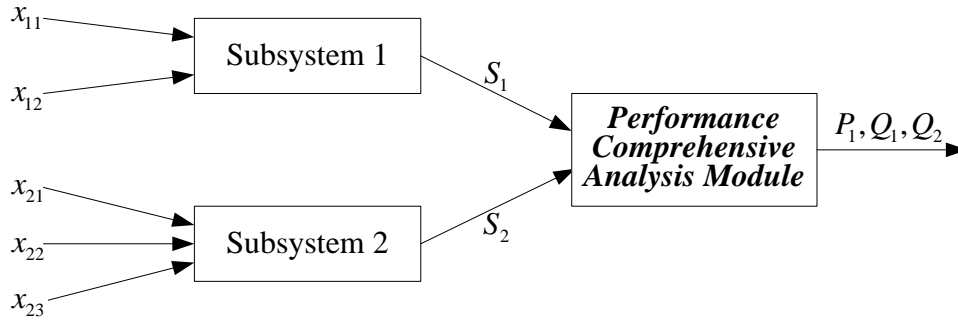 x₁₁
x₁₂
Subsystem 1
S₁
x₂₁
x₂₂
x₂₃
Subsystem 2
S₂
Performance
Comprehensive
Analysis Module
P₁,Q₁,Q₂